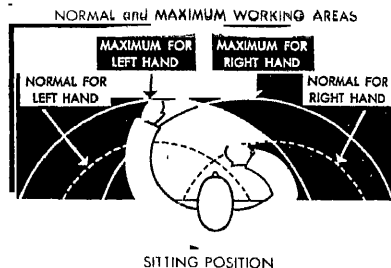 NORMAL and MAXIMUM WORKING AREAS
MAXIMUM FOR
LEFT HAND
MAXIMUM FOR
RIGHT HAND
NORMAL FOR
LEFT HAND
NORMAL FOR
RIGHT HAND
SITTING POSITION